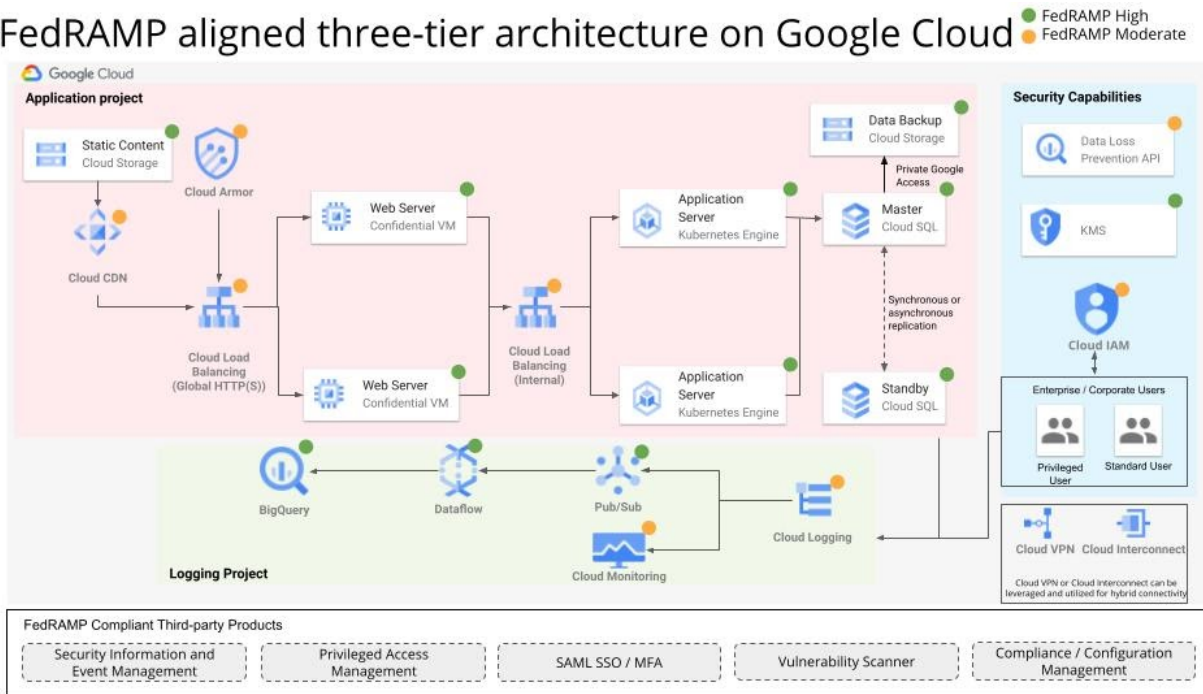 FedRAMP aligned three-tier architecture on Google Cloud
FedRAMP High
FedRAMP Moderate
Google Cloud
Application project
Static Content
Cloud Storage
Cloud Armor
Cloud CDN
Cloud Load
Balancing
(Global HTTP(S))
Web Server
Confidential VM
Web Server
Confidential VM
Cloud Load
Balancing
(Internal)
Application
Server
Kubernetes Engine
Application
Server
Kubernetes Engine
Data Backup
Cloud Storage
Private Google
Access
Master
Cloud SQL
Synchronous or
asynchronous
replication
Standby
Cloud SQL
Security Capabilities
Data Loss
Prevention API
KMS
Cloud IAM
Enterprise / Corporate Users
Privileged
User
Standard User
Cloud VPN
Cloud Interconnect
Cloud VPN or Cloud Interconnect can be
leveraged and utilized for hybrid connectivity
BigQuery
Dataflow
Pub/Sub
Cloud Monitoring
Cloud Logging
Logging Project
FedRAMP Compliant Third-party Products
Security Information and
Event Management
Privileged Access
Management
SAML SSO / MFA
Vulnerability Scanner
Compliance / Configuration
Management